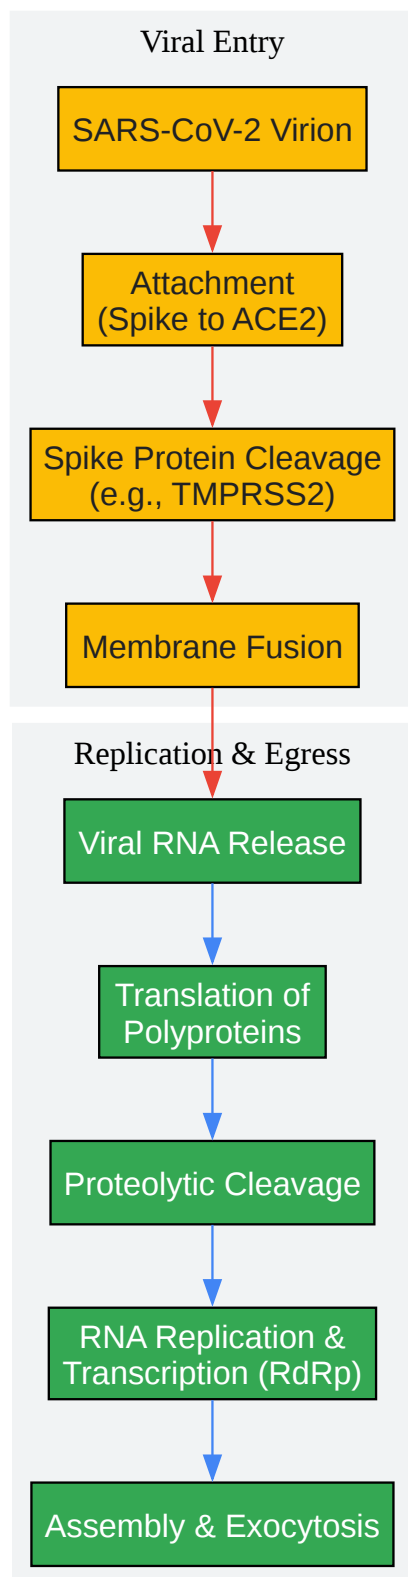 Viral Entry
SARS-CoV-2 Virion
Attachment
(Spike to ACE2)
Spike Protein Cleavage
(e.g., TMPRSS2)
Membrane Fusion
Replication & Egress
Viral RNA Release
Translation of
Polyproteins
Proteolytic Cleavage
RNA Replication &
Transcription (RdRp)
Assembly & Exocytosis